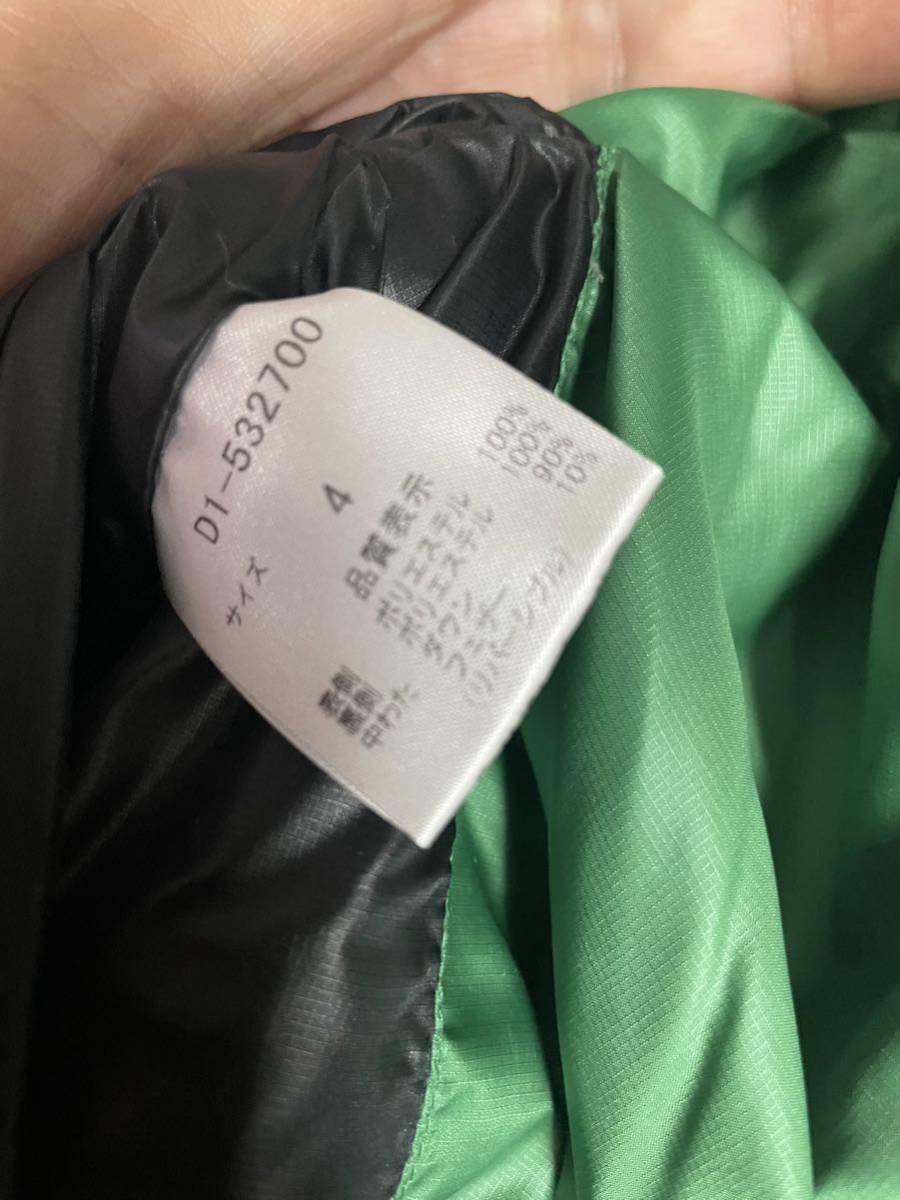 D1-532700
サイズ
4
品質表示
表側 ポリエステル 100%
裏側 ポリエステル 100%
中わた ダウン 90%
フェザー 10%
(リバーシブル)